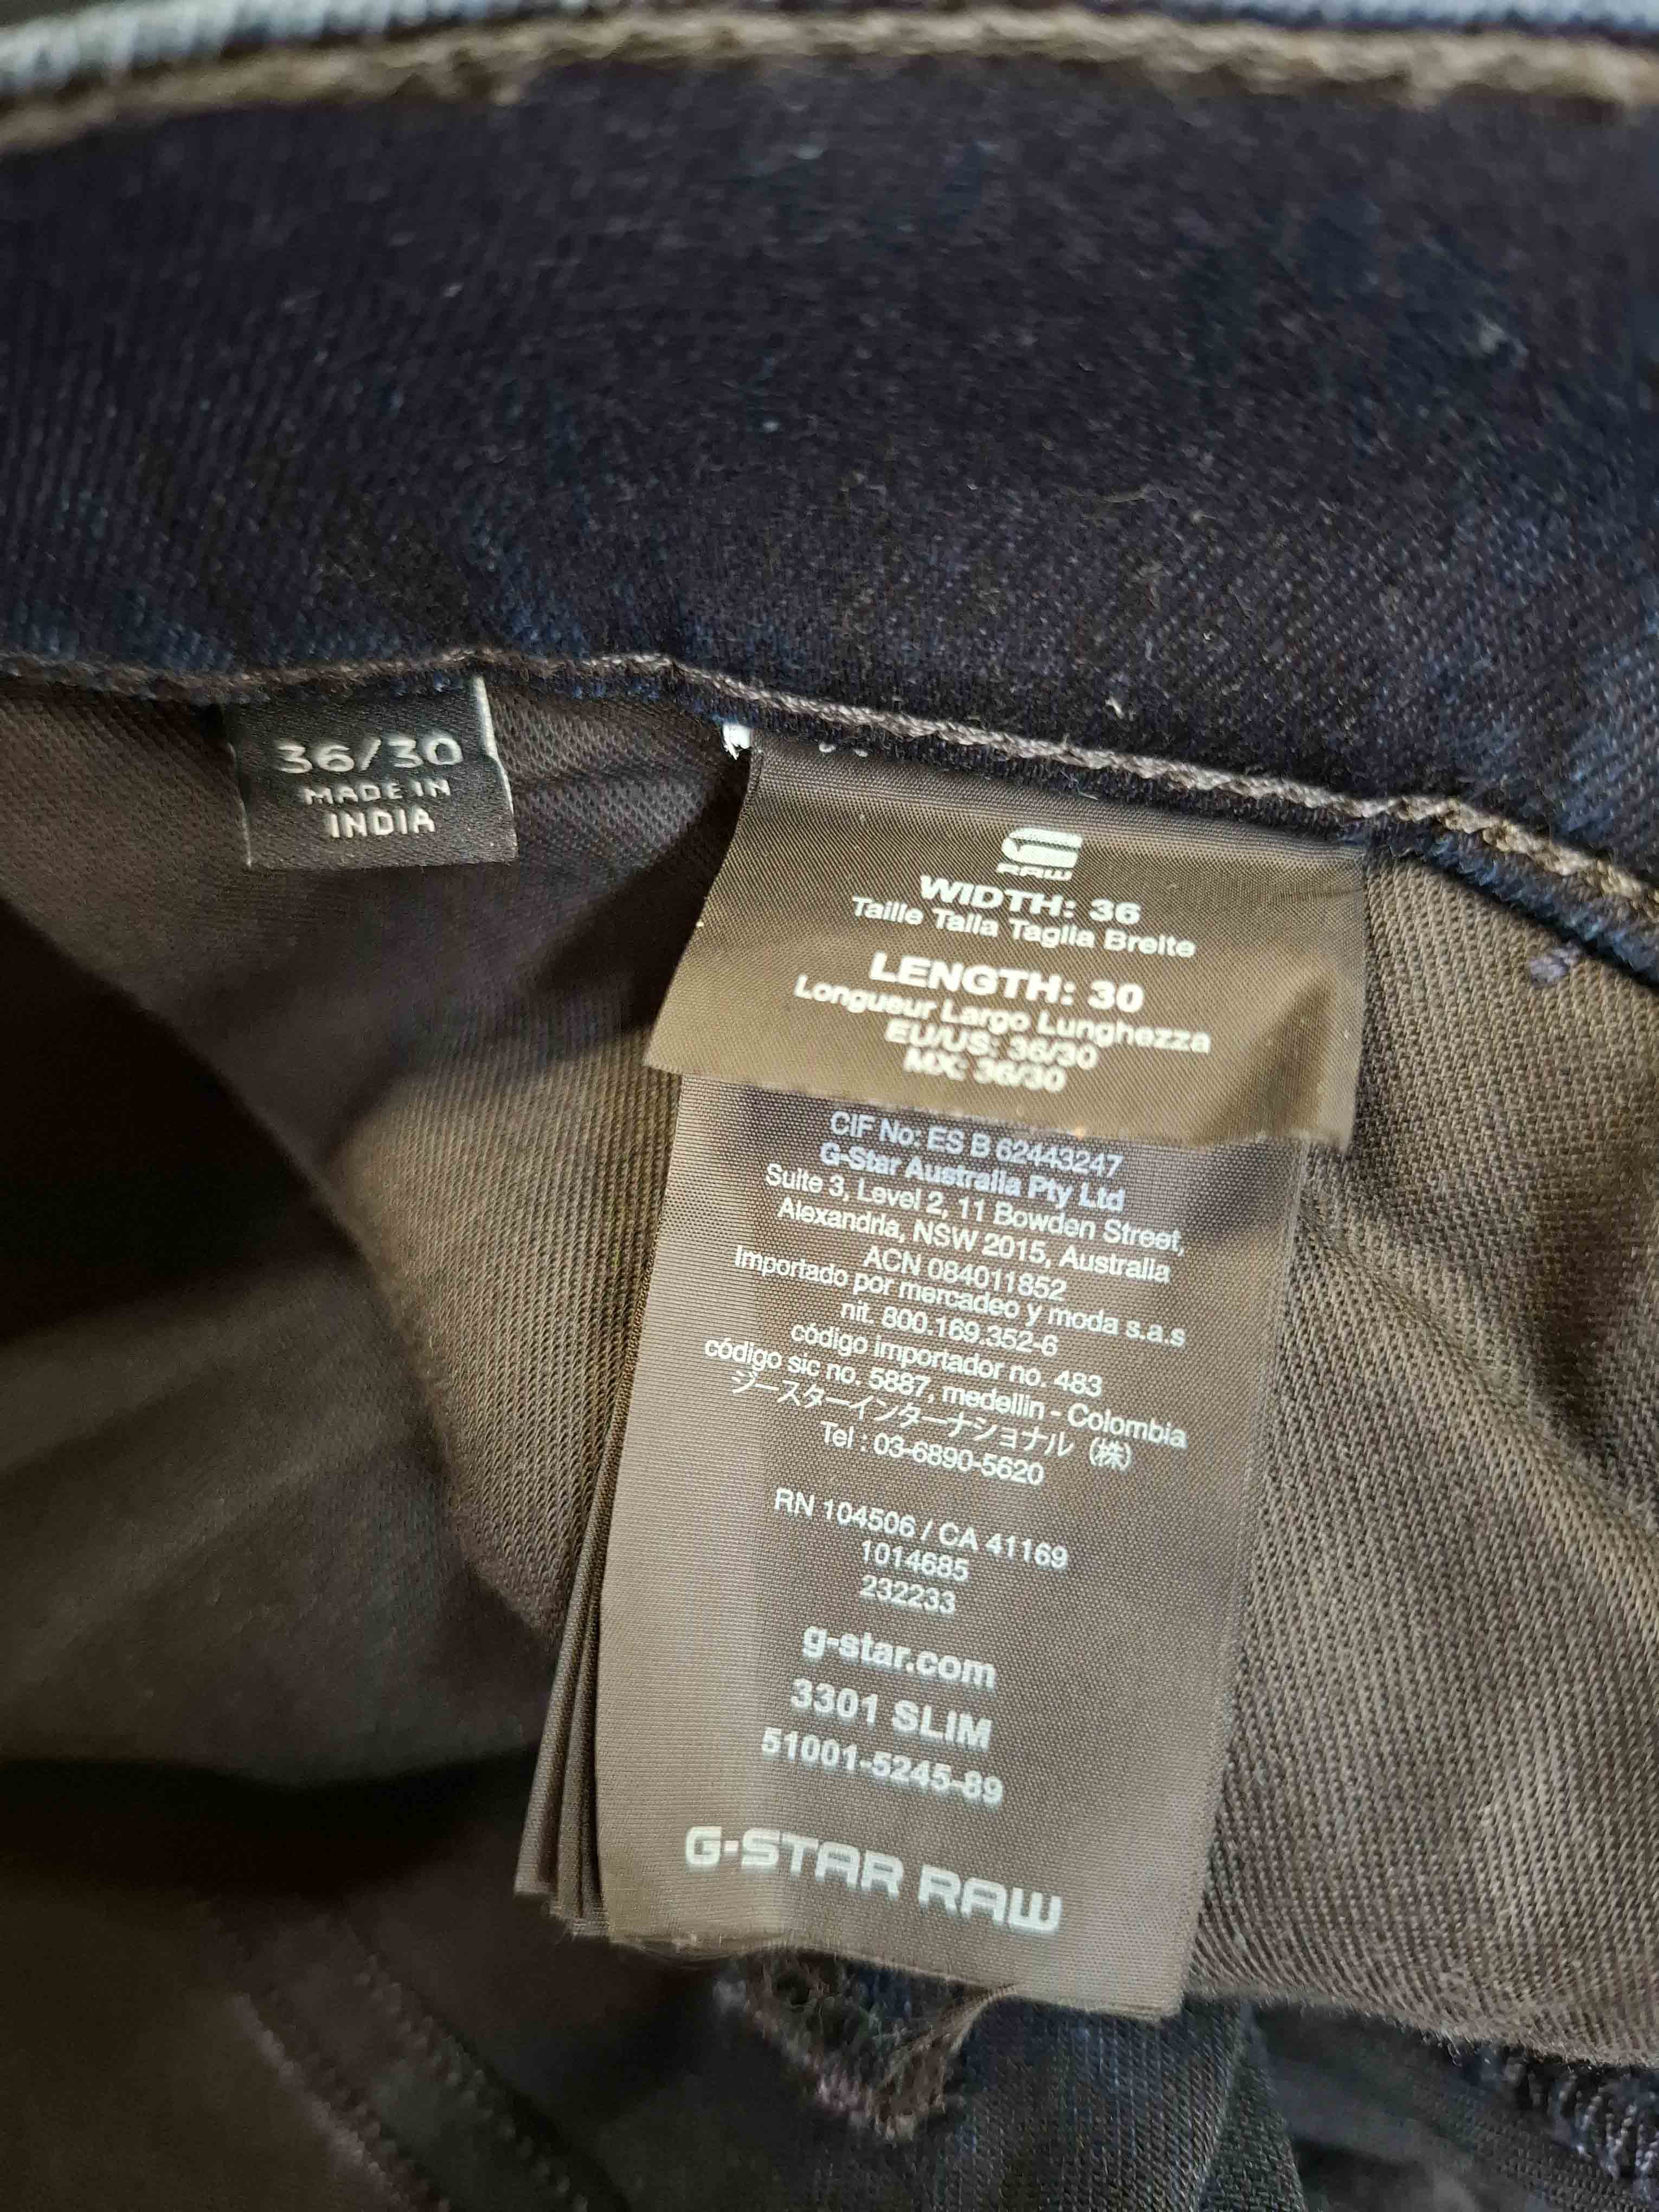 36/30
MADE IN
INDIA
RAW
WIDTH: 36
Taille Talla Taglia Breite
LENGTH: 30
Longueur Largo Lunghezza
EU/US: 36/30
MX: 36/30
CIF No: ES B 62443247
G-Star Australia Pty Ltd
Suite 3, Level 2, 11 Bowden Street,
Alexandria, NSW 2015, Australia
ACN 084011852
Importado por mercadeo y moda s.a.s
nit. 800.169.352-6
código importador no. 483
código sic no. 5887, medellin - Colombia
ジースターインターナショナル (株)
Tel : 03-6890-5620
RN 104506 / CA 41169
1014685
232233
g-star.com
3301 SLIM
51001-5245-89
G-STAR RAW